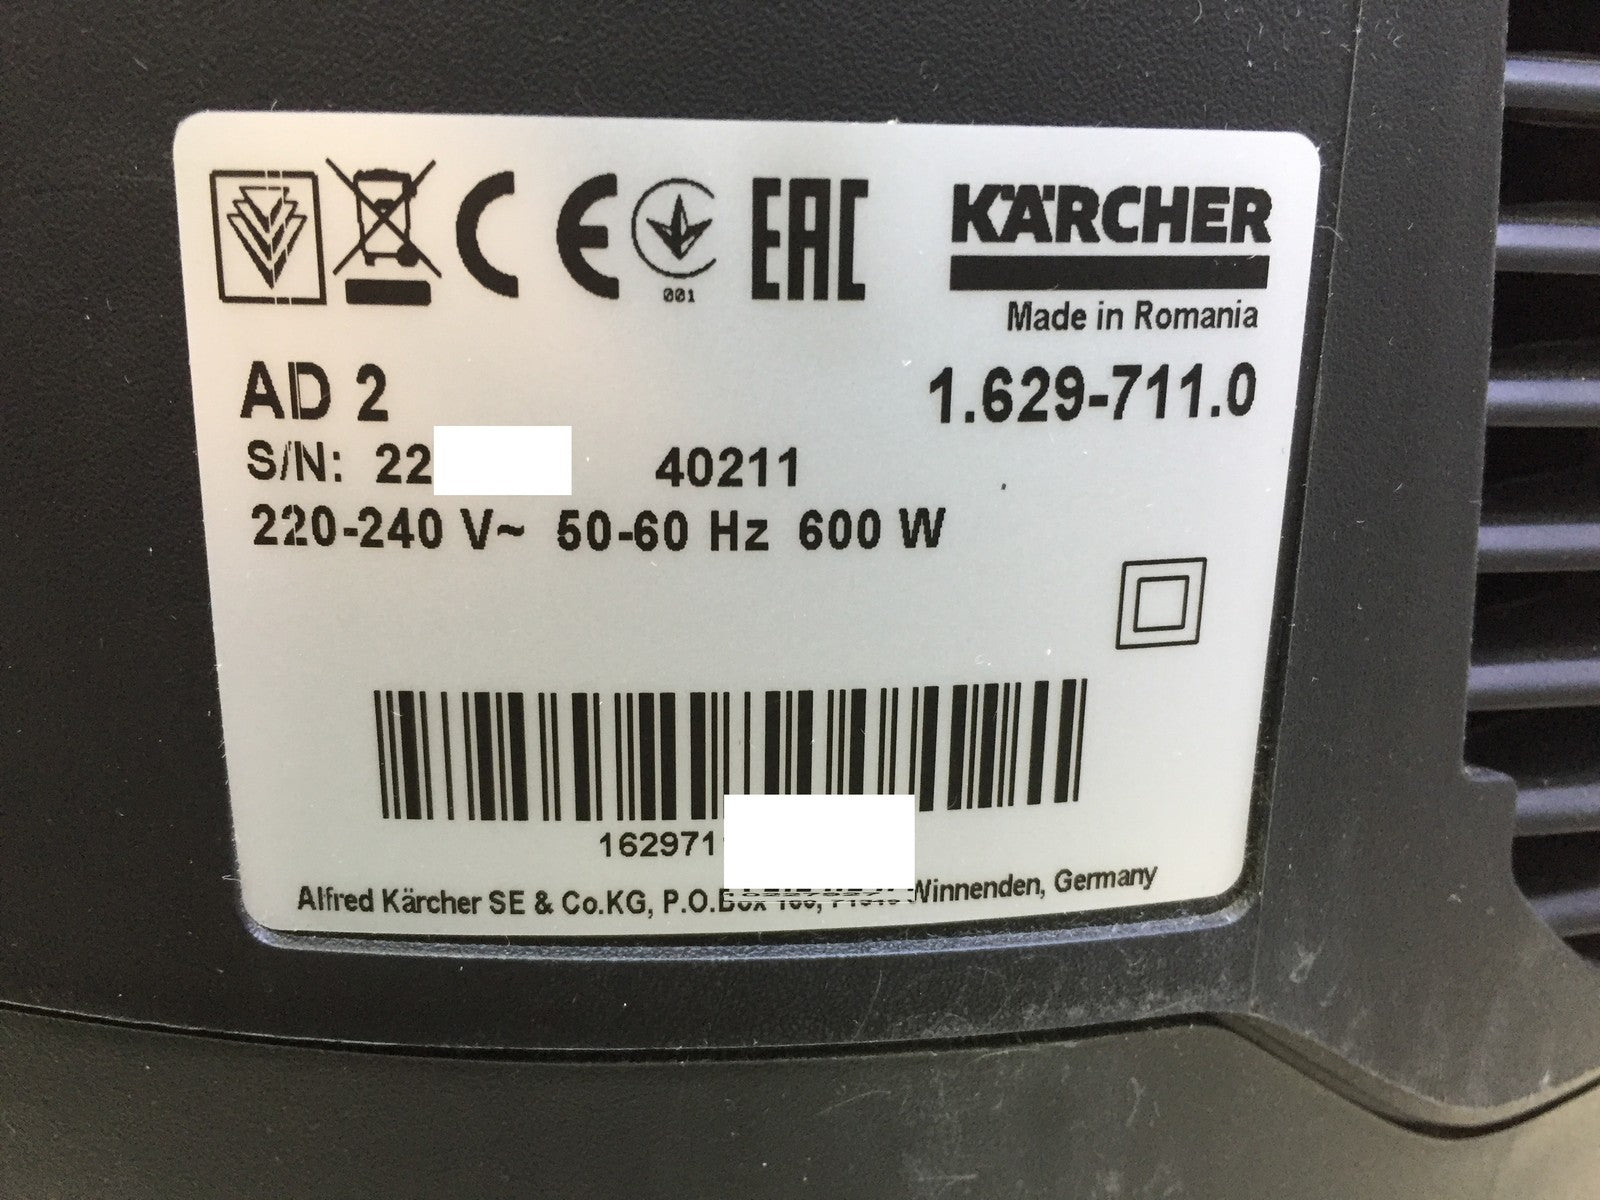 CE 001 EAC KÄRCHER
Made in Romania
AD 2 1.629-711.0
S/N: 22 40211
220-240 V~ 50-60 Hz 600 W
162971
Alfred Kärcher SE & Co.KG, P.O.Box Winnenden, Germany